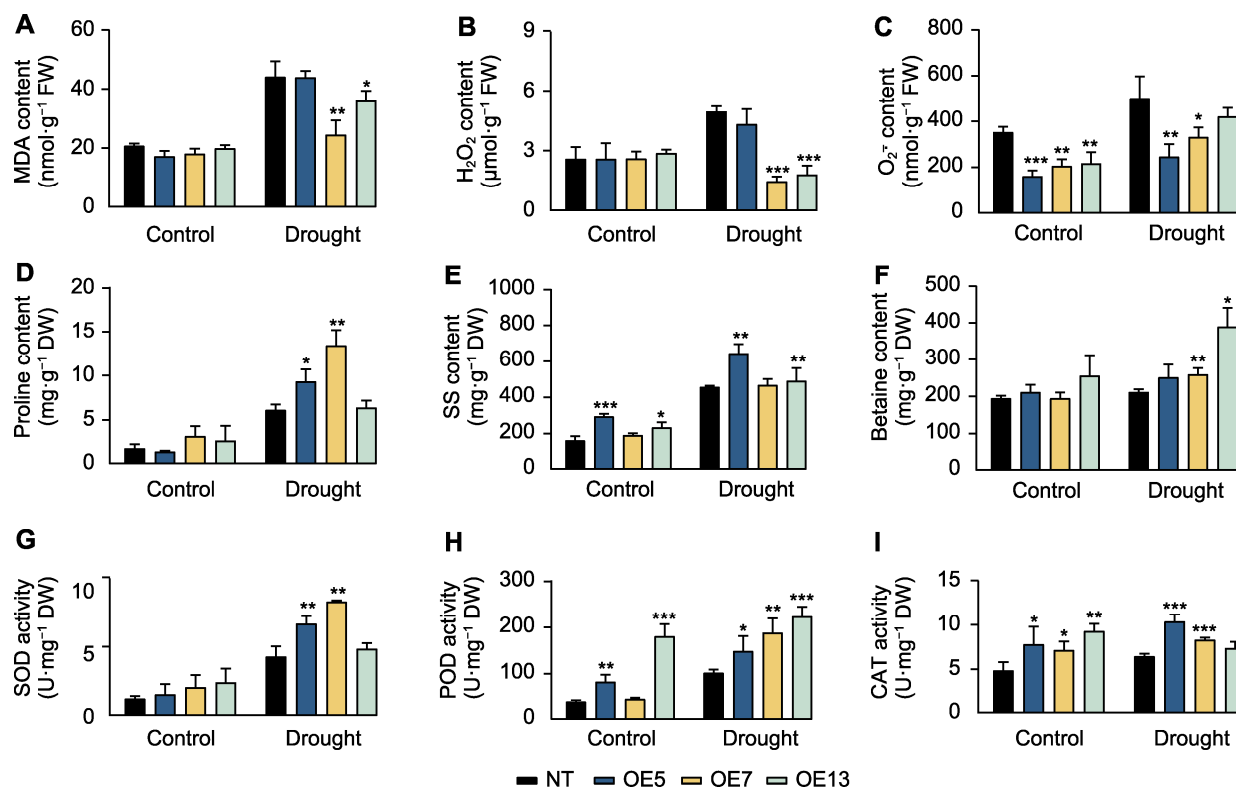 A
MDA content
(nmol·g⁻¹ FW)
60
40
20
0
**
*
Control
Drought
B
H₂O₂ content
(μmol·g⁻¹ FW)
9
6
3
0
***
***
Control
Drought
C
O₂⁻ content
(nmol·g⁻¹ FW)
600
400
200
0
***
**
**
**
*
Control
Drought
D
Proline content
(mg·g⁻¹ DW)
20
15
10
5
0
*
**
Control
Drought
E
SS content
(mg·g⁻¹ DW)
1000
800
600
400
200
0
***
*
**
**
Control
Drought
F
Betaine content
(mg·g⁻¹ DW)
500
400
300
200
100
0
**
*
Control
Drought
G
SOD activity
(U·mg⁻¹ DW)
10
5
0
**
**
Control
Drought
H
POD activity
(U·mg⁻¹ DW)
300
200
100
0
**
***
*
**
***
Control
Drought
I
CAT activity
(U·mg⁻¹ DW)
15
10
5
0
*
*
**
***
***
Control
Drought
NT OE5 OE7 OE13